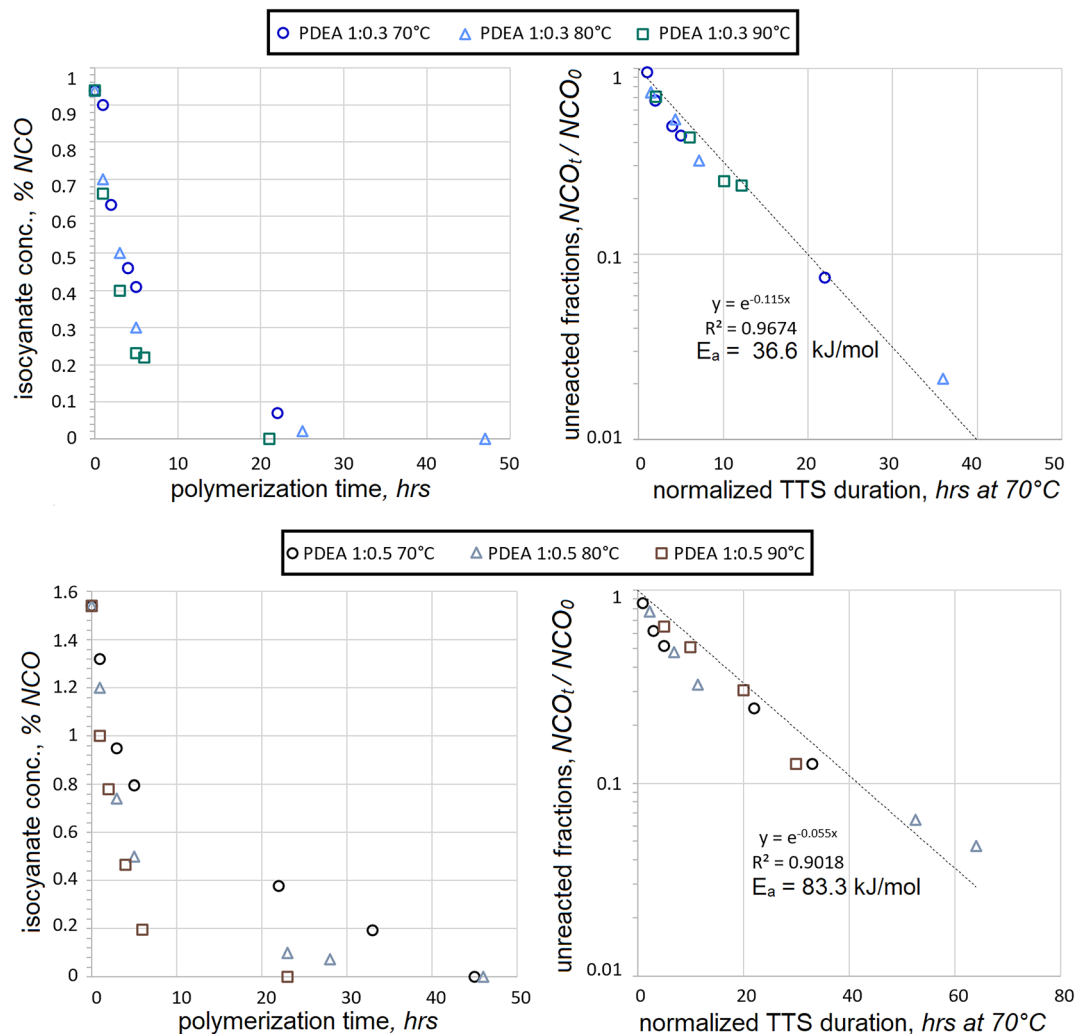 PDEA 1:0.3 70°C PDEA 1:0.3 80°C PDEA 1:0.3 90°C
isocyanate conc., % NCO
1
0.9
0.8
0.7
0.6
0.5
0.4
0.3
0.2
0.1
0
0 10 20 30 40 50
polymerization time, hrs
unreacted fractions, NCOt / NCO0
1
0.1
0.01
y = e-0.115x
R² = 0.9674
Ea = 36.6 kJ/mol
0 10 20 30 40 50
normalized TTS duration, hrs at 70°C
PDEA 1:0.5 70°C PDEA 1:0.5 80°C PDEA 1:0.5 90°C
isocyanate conc., % NCO
1.6
1.4
1.2
1
0.8
0.6
0.4
0.2
0
0 10 20 30 40 50
polymerization time, hrs
unreacted fractions, NCOt / NCO0
1
0.1
0.01
y = e-0.055x
R² = 0.9018
Ea = 83.3 kJ/mol
0 20 40 60 80
normalized TTS duration, hrs at 70°C